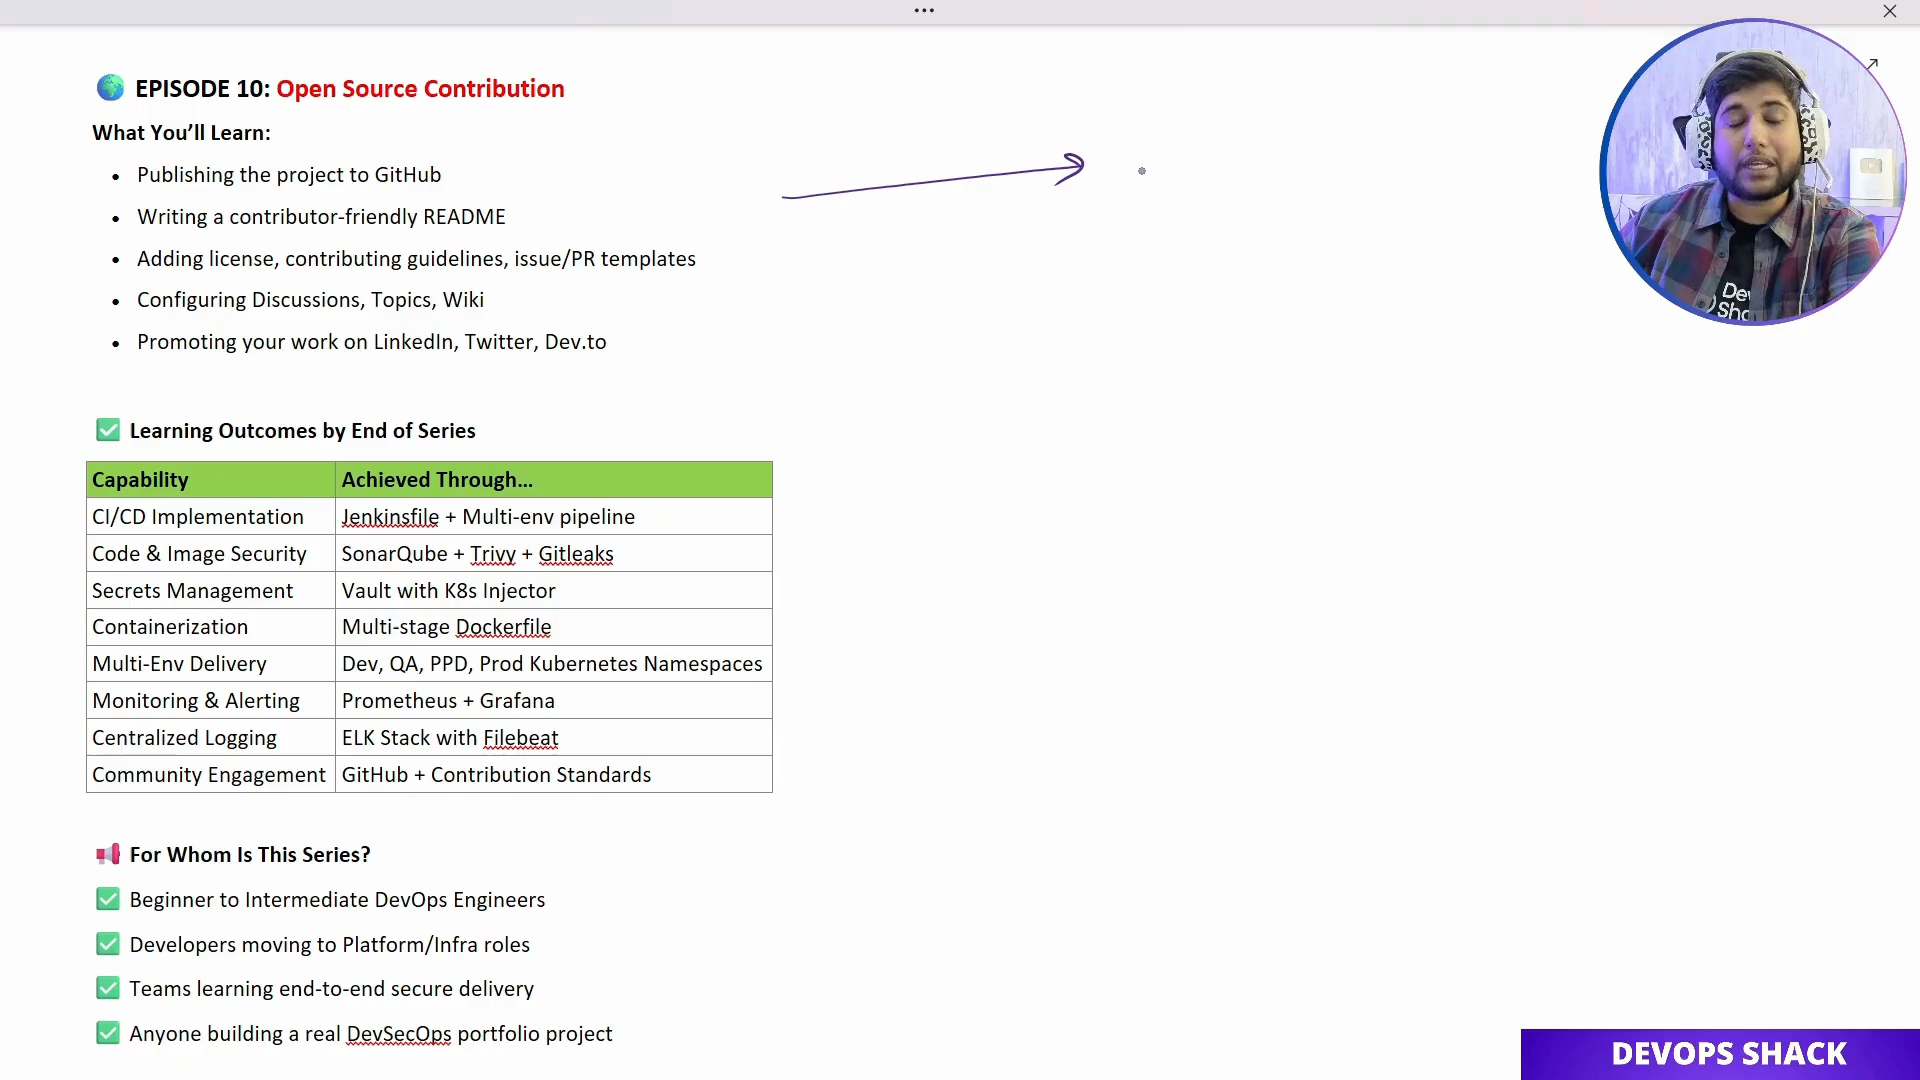 EPISODE 10: Open Source Contribution
What You’ll Learn:
• Publishing the project to GitHub
• Writing a contributor-friendly README
• Adding license, contributing guidelines, issue/PR templates
• Configuring Discussions, Topics, Wiki
• Promoting your work on LinkedIn, Twitter, Dev.to
Learning Outcomes by End of Series
Capability Achieved Through...
CI/CD Implementation Jenkinsfile + Multi-env pipeline
Code & Image Security SonarQube + Trivy + Gitleaks
Secrets Management Vault with K8s Injector
Containerization Multi-stage Dockerfile
Multi-Env Delivery Dev, QA, PPD, Prod Kubernetes Namespaces
Monitoring & Alerting Prometheus + Grafana
Centralized Logging ELK Stack with Filebeat
Community Engagement GitHub + Contribution Standards
For Whom Is This Series?
Beginner to Intermediate DevOps Engineers
Developers moving to Platform/Infra roles
Teams learning end-to-end secure delivery
Anyone building a real DevSecOps portfolio project
DEVOPS SHACK